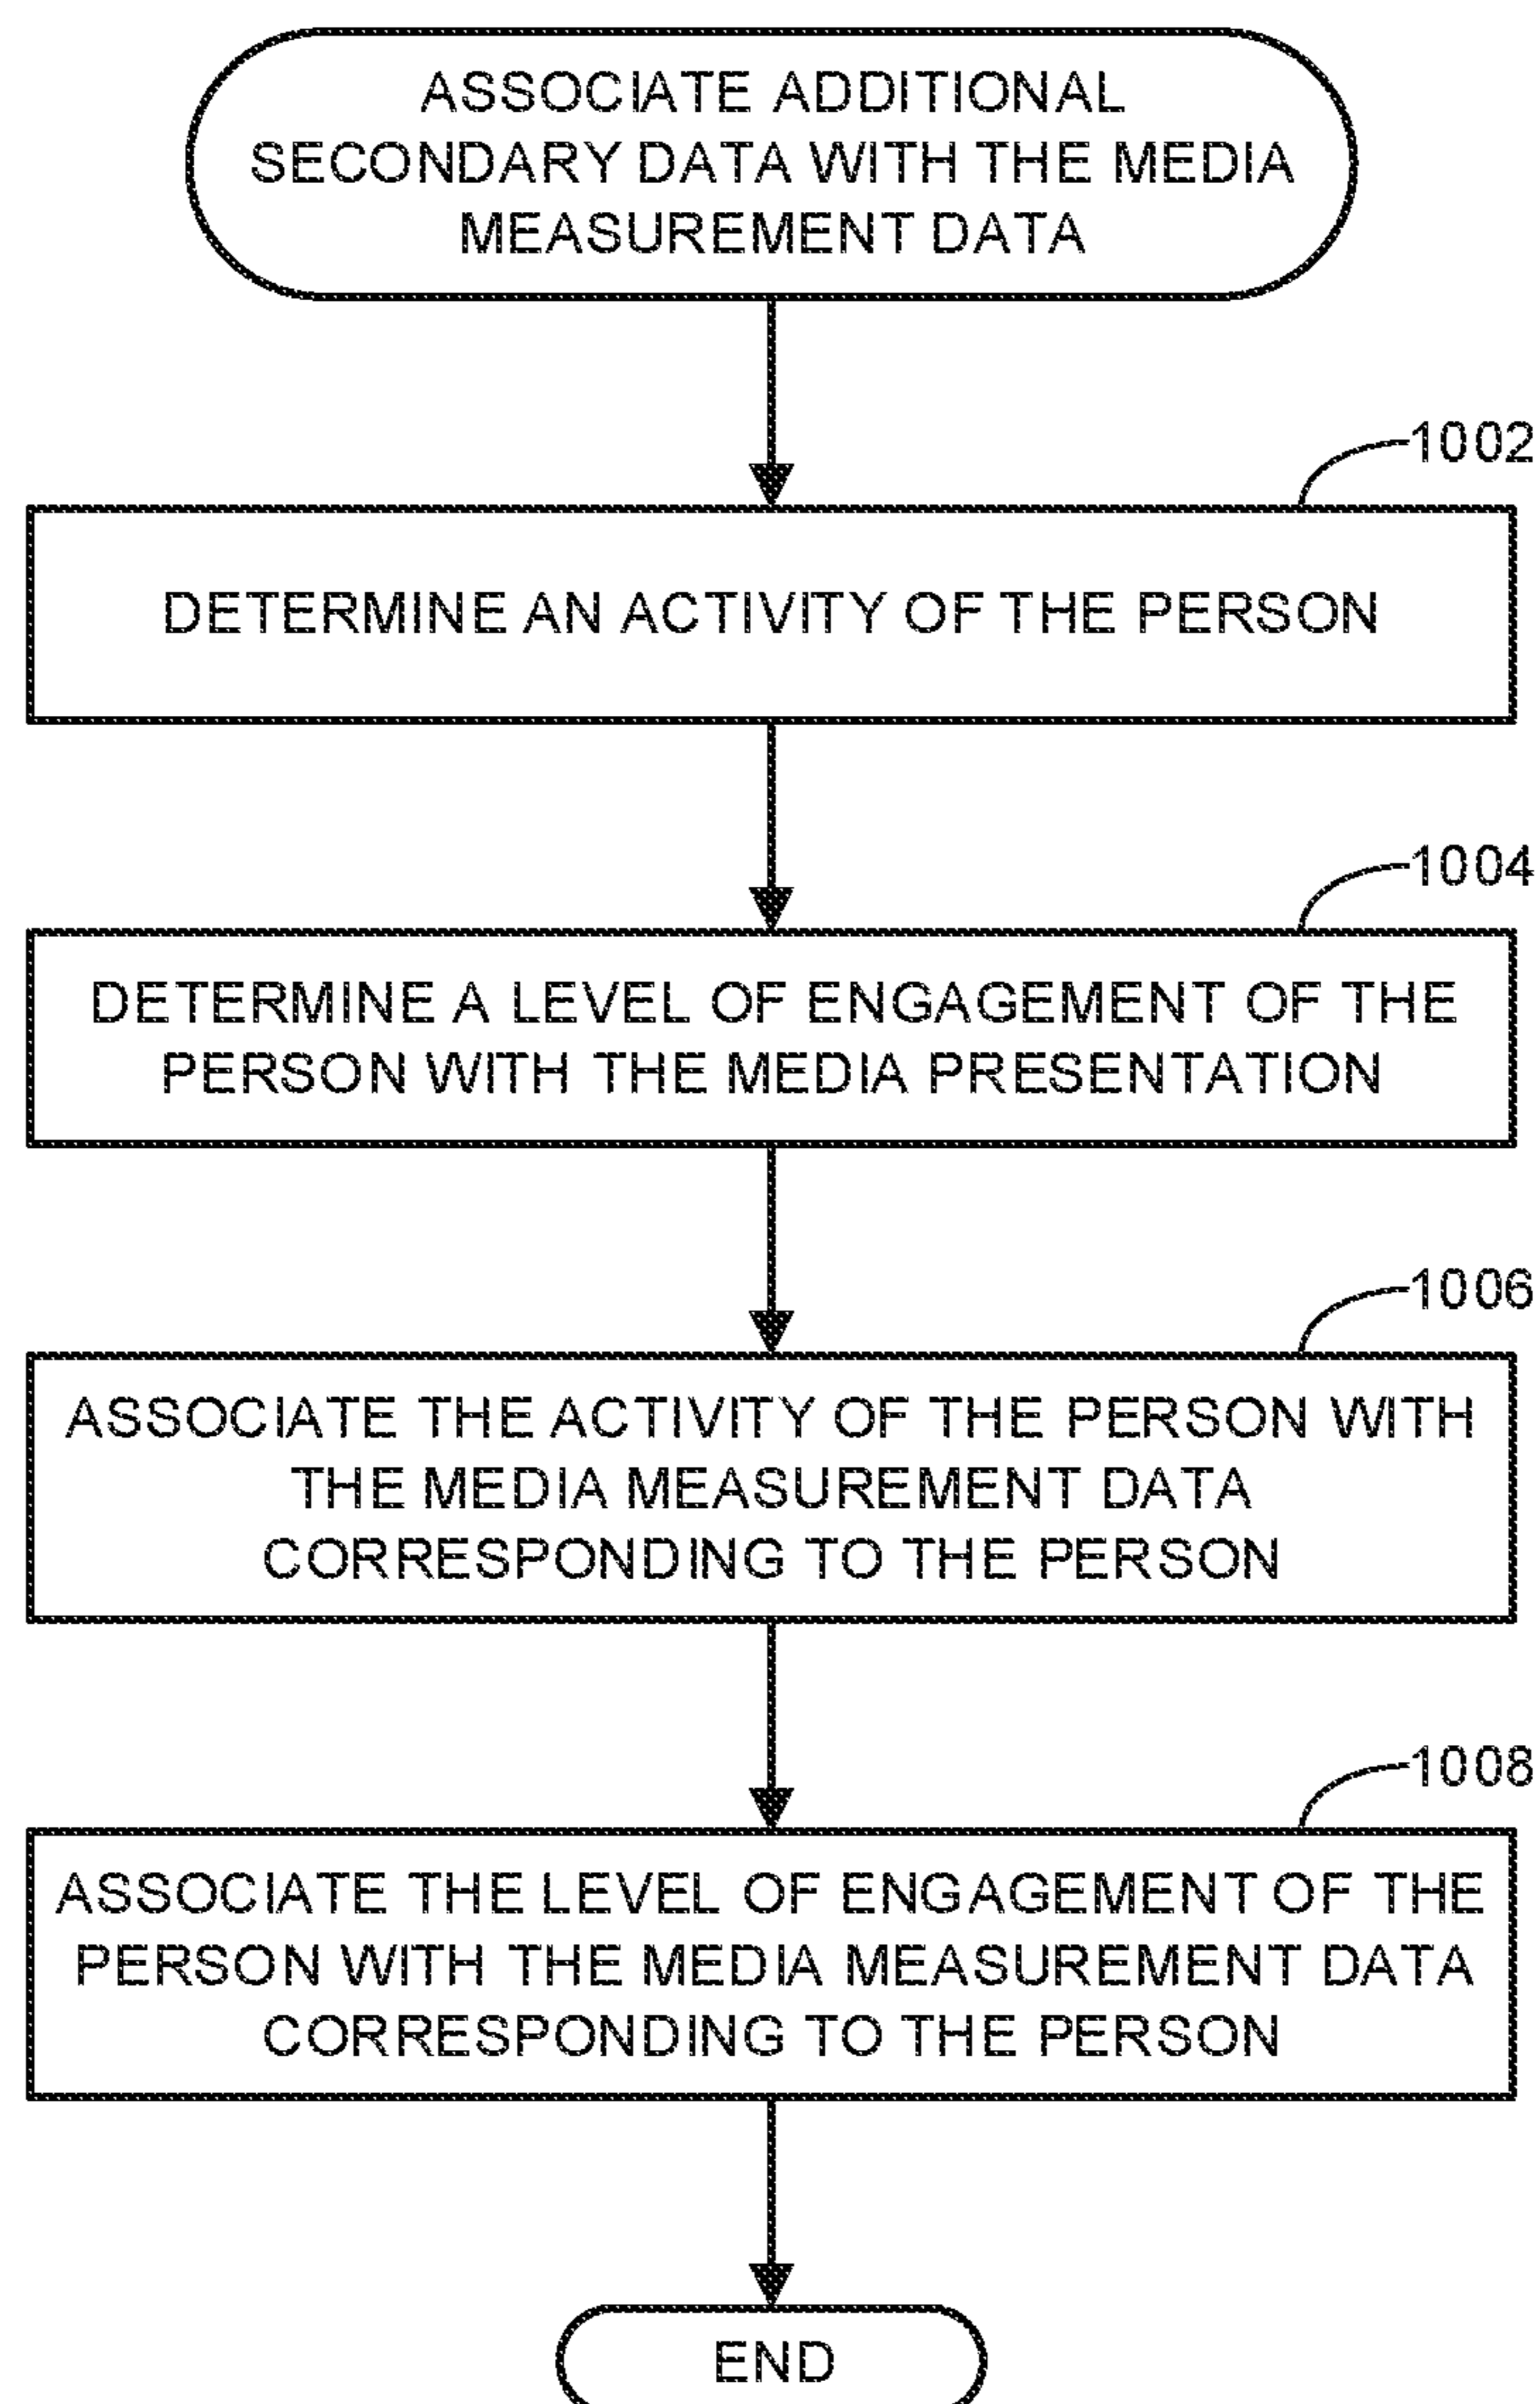 ASSOCIATE ADDITIONAL
SECONDARY DATA WITH THE MEDIA
MEASUREMENT DATA
1002
DETERMINE AN ACTIVITY OF THE PERSON
1004
DETERMINE A LEVEL OF ENGAGEMENT OF THE
PERSON WITH THE MEDIA PRESENTATION
1006
ASSOCIATE THE ACTIVITY OF THE PERSON WITH
THE MEDIA MEASUREMENT DATA
CORRESPONDING TO THE PERSON
1008
ASSOCIATE THE LEVEL OF ENGAGEMENT OF THE
PERSON WITH THE MEDIA MEASUREMENT DATA
CORRESPONDING TO THE PERSON
END